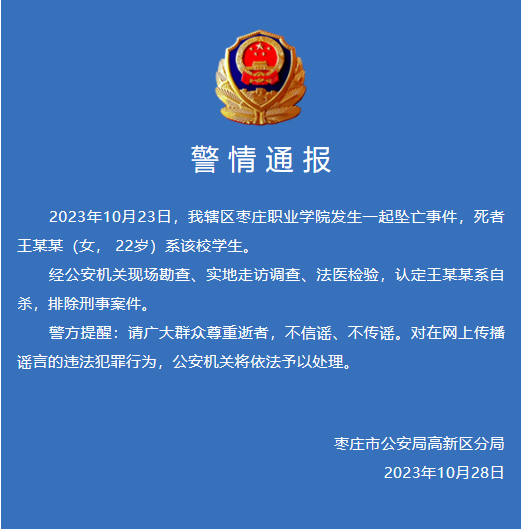 警情通报
2023年10月23日，我辖区枣庄职业学院发生一起坠亡事件，死者
王某某（女， 22岁）系该校学生。
经公安机关现场勘查、实地走访调查、法医检验，认定王某某系自
杀，排除刑事案件。
警方提醒：请广大群众尊重逝者，不信谣、不传谣。对在网上传播
谣言的违法犯罪行为，公安机关将依法予以处理。
枣庄市公安局高新区分局
2023年10月28日